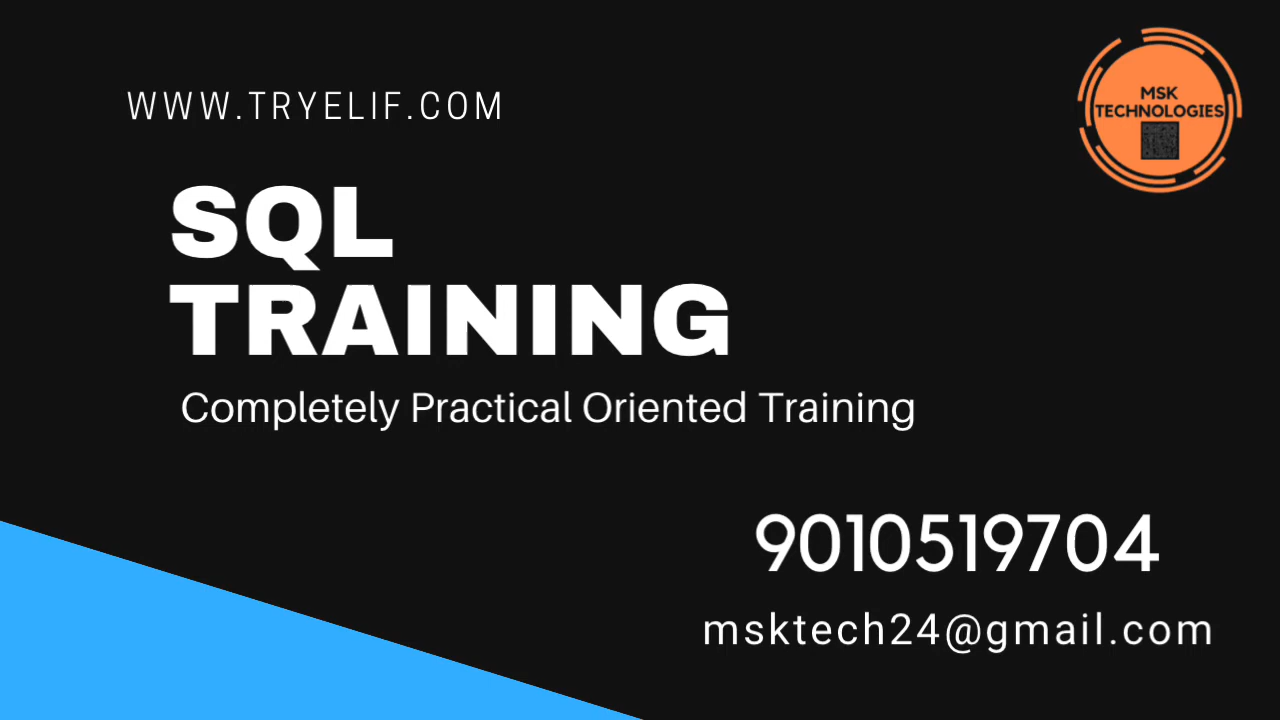 WWW.TRYELIF.COM
MSK
TECHNOLOGIES
SQL
TRAINING
Completely Practical Oriented Training
9010519704
msktech24@gmail.com